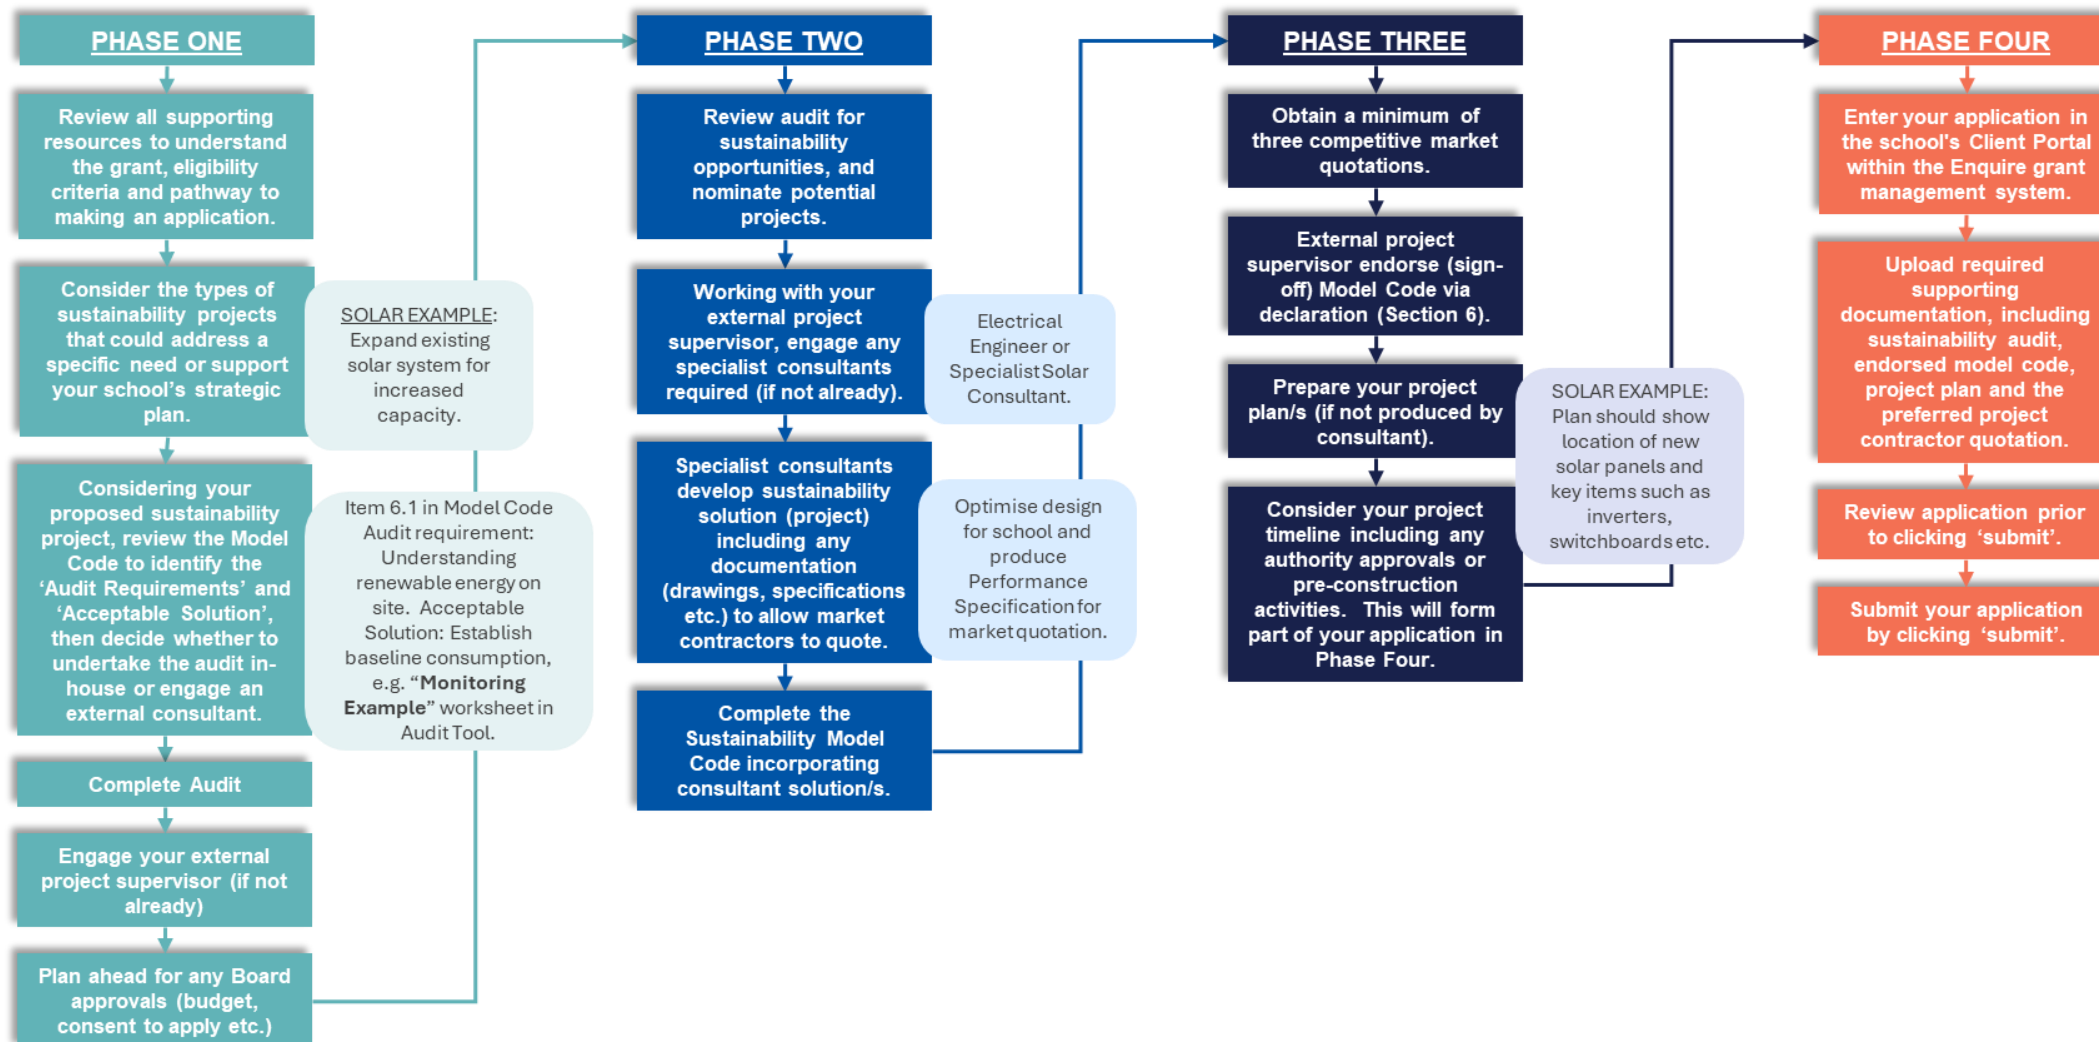 PHASE ONE
Review all supporting
resources to understand
the grant, eligibility
criteria and pathway to
making an application.
Consider the types of
sustainability projects
that could address a
specific need or support
your school's strategic
plan.
SOLAR EXAMPLE:
Expand existing
solar system for
increased
capacity.
Considering your
proposed sustainability
project, review the Model
Code to identify the
‘Audit Requirements’ and
‘Acceptable Solution’,
then decide whether to
undertake the audit in-
house or engage an
external consultant.
Item 6.1 in Model Code
Audit requirement:
Understanding
renewable energy on
site. Acceptable
Solution: Establish
baseline consumption,
e.g. “Monitoring
Example” worksheet in
Audit Tool.
Complete Audit
Engage your external
project supervisor (if not
already)
Plan ahead for any Board
approvals (budget,
consent to apply etc.)
PHASE TWO
Review audit for
sustainability
opportunities, and
nominate potential
projects.
Working with your
external project
supervisor, engage any
specialist consultants
required (if not already).
Electrical
Engineer or
Specialist Solar
Consultant.
Specialist consultants
develop sustainability
solution (project)
including any
documentation
(drawings, specifications
etc.) to allow market
contractors to quote.
Optimise design
for school and
produce
Performance
Specification for
market quotation.
Complete the
Sustainability Model
Code incorporating
consultant solution/s.
PHASE THREE
Obtain a minimum of
three competitive market
quotations.
External project
supervisor endorse (sign-
off) Model Code via
declaration (Section 6).
Prepare your project
plan/s (if not produced by
consultant).
SOLAR EXAMPLE:
Plan should show
location of new
solar panels and
key items such as
inverters,
switchboards etc.
Consider your project
timeline including any
authority approvals or
pre-construction
activities. This will form
part of your application in
Phase Four.
PHASE FOUR
Enter your application in
the school's Client Portal
within the Enquire grant
management system.
Upload required
supporting
documentation, including
sustainability audit,
endorsed model code,
project plan and the
preferred project
contractor quotation.
Review application prior
to clicking ‘submit’.
Submit your application
by clicking ‘submit’.